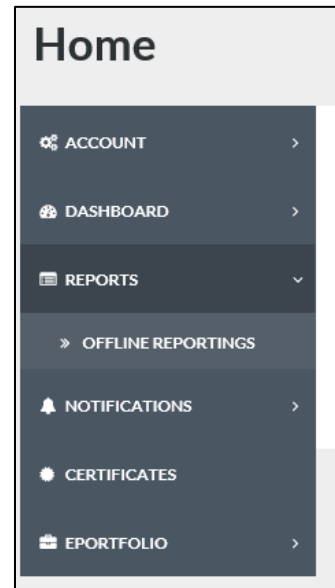 Home
ACCOUNT
DASHBOARD
REPORTS
OFFLINE REPORTINGS
NOTIFICATIONS
CERTIFICATES
EPORTFOLIO